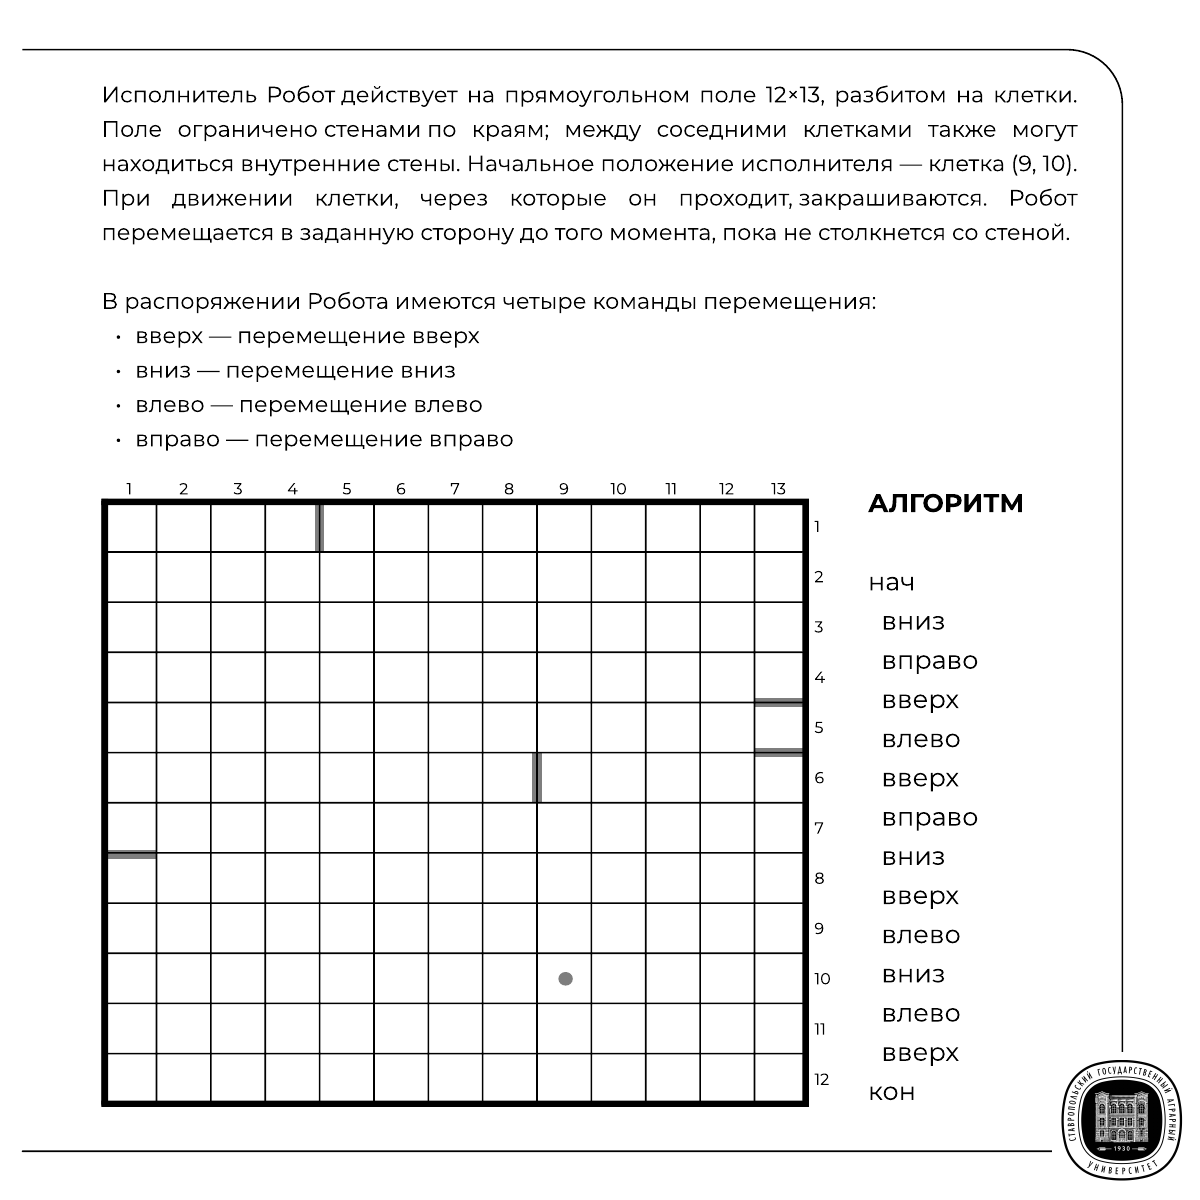 Исполнитель Робот действует на прямоугольном поле 12×13, разбитом на клетки.
Поле ограничено стенами по краям; между соседними клетками также могут
находиться внутренние стены. Начальное положение исполнителя — клетка (9, 10).
При движении клетки, через которые он проходит, закрашиваются. Робот
перемещается в заданную сторону до того момента, пока не столкнется со стеной.
В распоряжении Робота имеются четыре команды перемещения:
• вверх — перемещение вверх
• вниз — перемещение вниз
• влево — перемещение влево
• вправо — перемещение вправо
1 2 3 4 5 6 7 8 9 10 11 12 13
1
2
3
4
5
6
7
8
9
10
11
12
АЛГОРИТМ
нач
вниз
вправо
вверх
влево
вверх
вправо
вниз
вверх
влево
вниз
влево
вверх
кон
СТАВРОПОЛЬСКИЙ ГОСУДАРСТВЕННЫЙ АГРАРНЫЙ
УНИВЕРСИТЕТ
1930